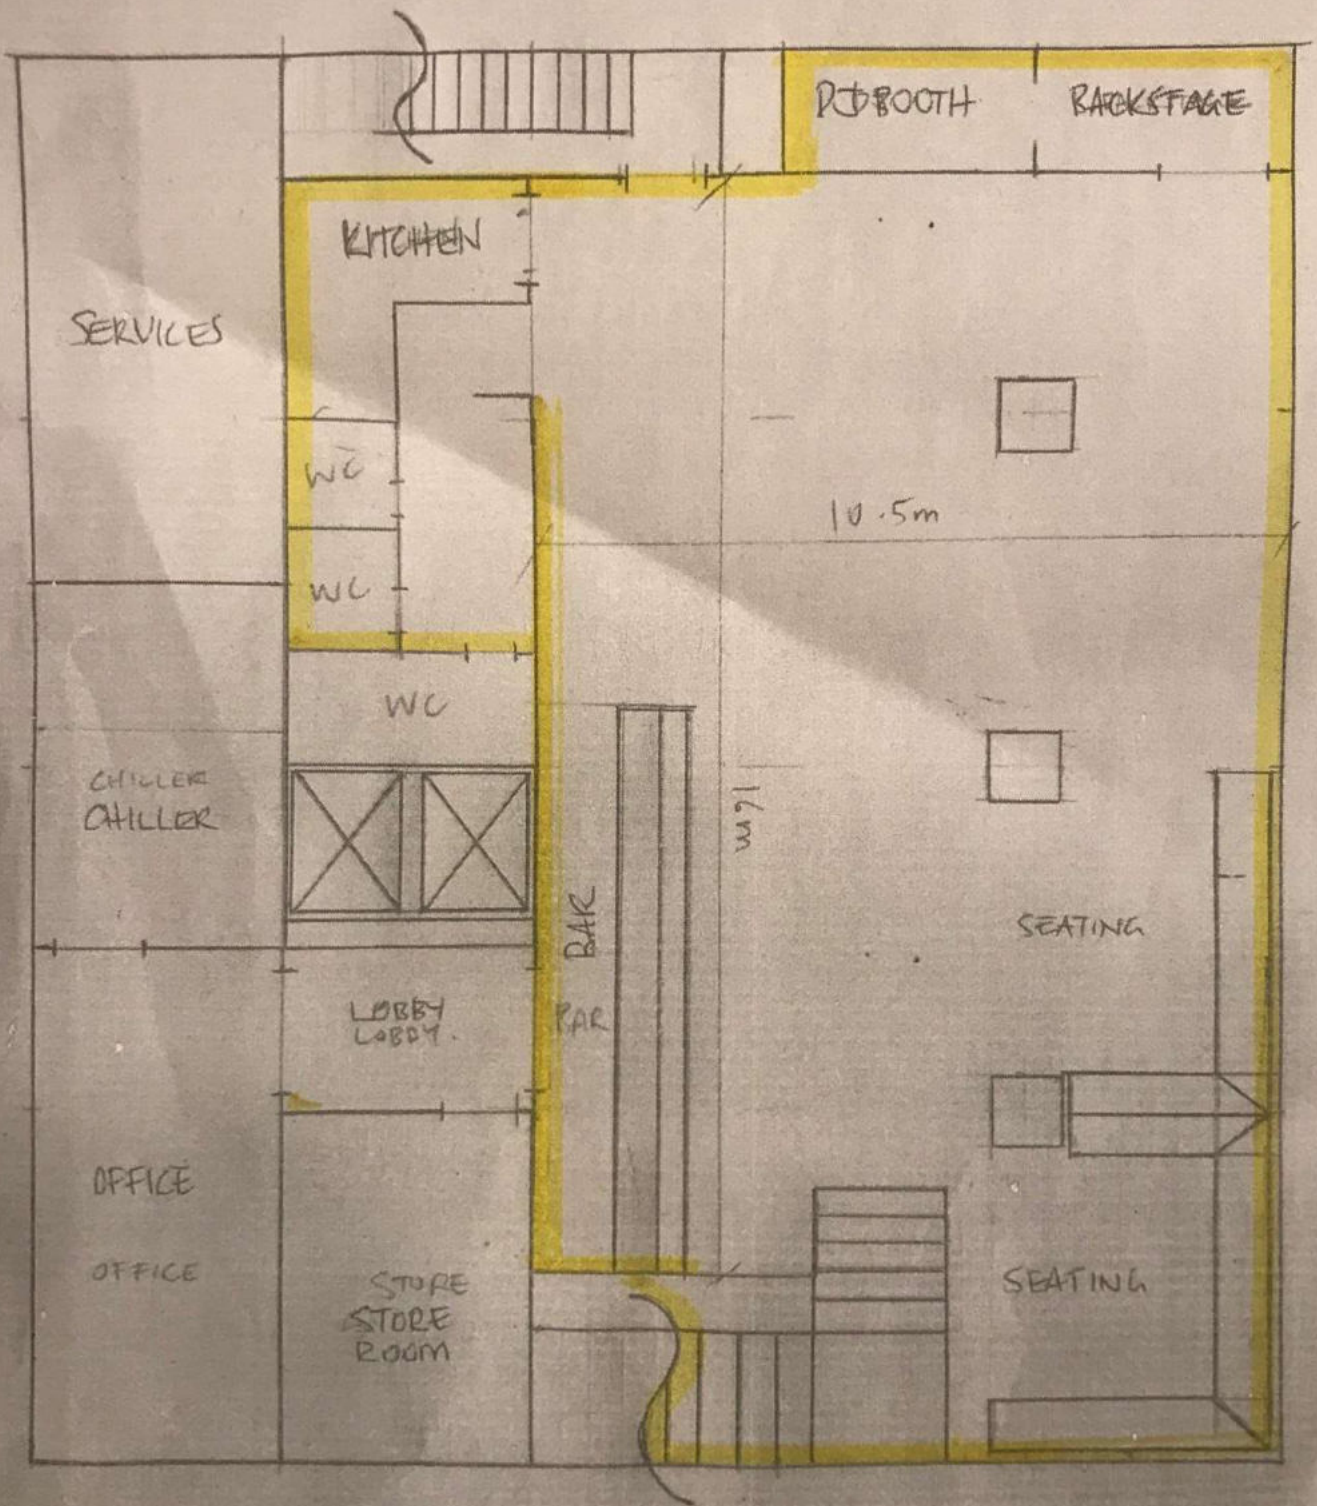 DJ BOOTH
BACKSTAGE
KITCHEN
SERVICES
WC
10.5m
WC
WC
CHILLER
CHILLER
16m
BAR
SEATING
LOBBY
LOBBY.
BAR
OFFICE
OFFICE
STORE
STORE
ROOM
SEATING